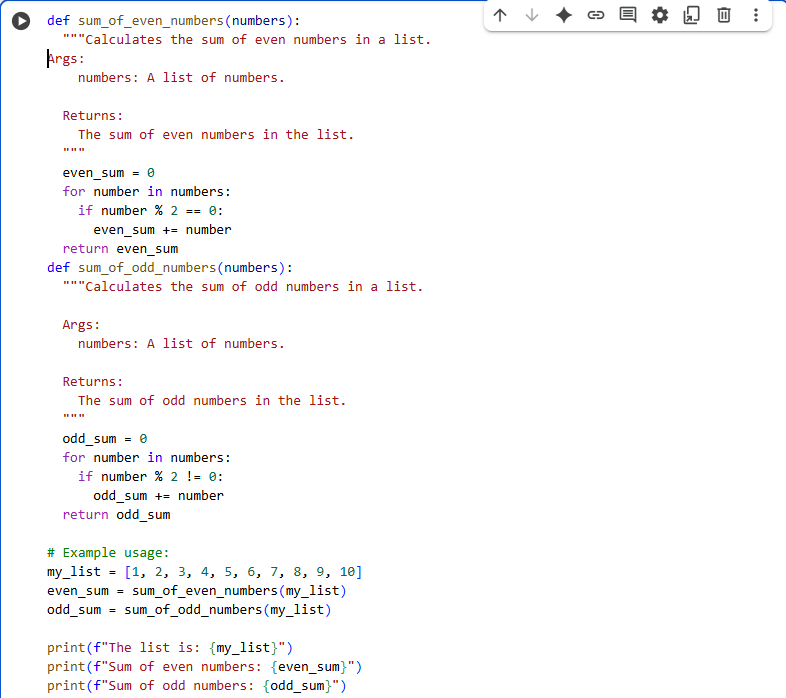 def sum_of_even_numbers(numbers):
  """Calculates the sum of even numbers in a list.
Args:
    numbers: A list of numbers.

  Returns:
    The sum of even numbers in the list.
  """
  even_sum = 0
  for number in numbers:
    if number % 2 == 0:
      even_sum += number
  return even_sum
def sum_of_odd_numbers(numbers):
  """Calculates the sum of odd numbers in a list.

  Args:
    numbers: A list of numbers.

  Returns:
    The sum of odd numbers in the list.
  """
  odd_sum = 0
  for number in numbers:
    if number % 2 != 0:
      odd_sum += number
  return odd_sum

# Example usage:
my_list = [1, 2, 3, 4, 5, 6, 7, 8, 9, 10]
even_sum = sum_of_even_numbers(my_list)
odd_sum = sum_of_odd_numbers(my_list)

print(f"The list is: {my_list}")
print(f"Sum of even numbers: {even_sum}")
print(f"Sum of odd numbers: {odd_sum}")